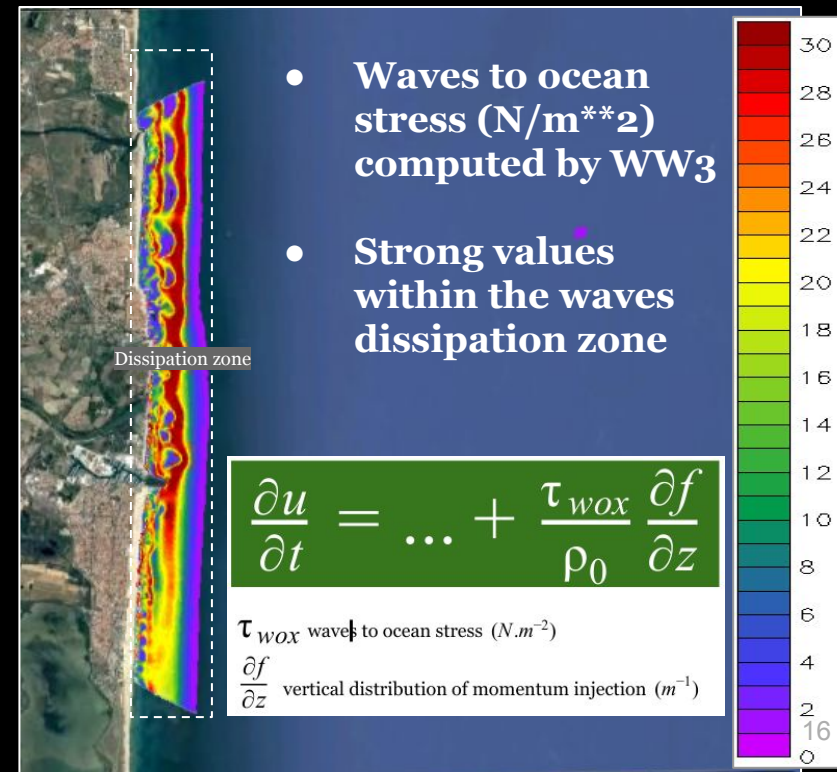 ● Waves to ocean
stress (N/m**2)
computed by WW3
● Strong values
within the waves
dissipation zone
Dissipation zone
∂u/∂t = ... + τ_wox/ρ₀ ∂f/∂z
τ_wox waves to ocean stress (N.m⁻²)
∂f/∂z vertical distribution of momentum injection (m⁻¹)
30
28
26
24
22
20
18
16
14
12
10
8
6
4
2
0
16